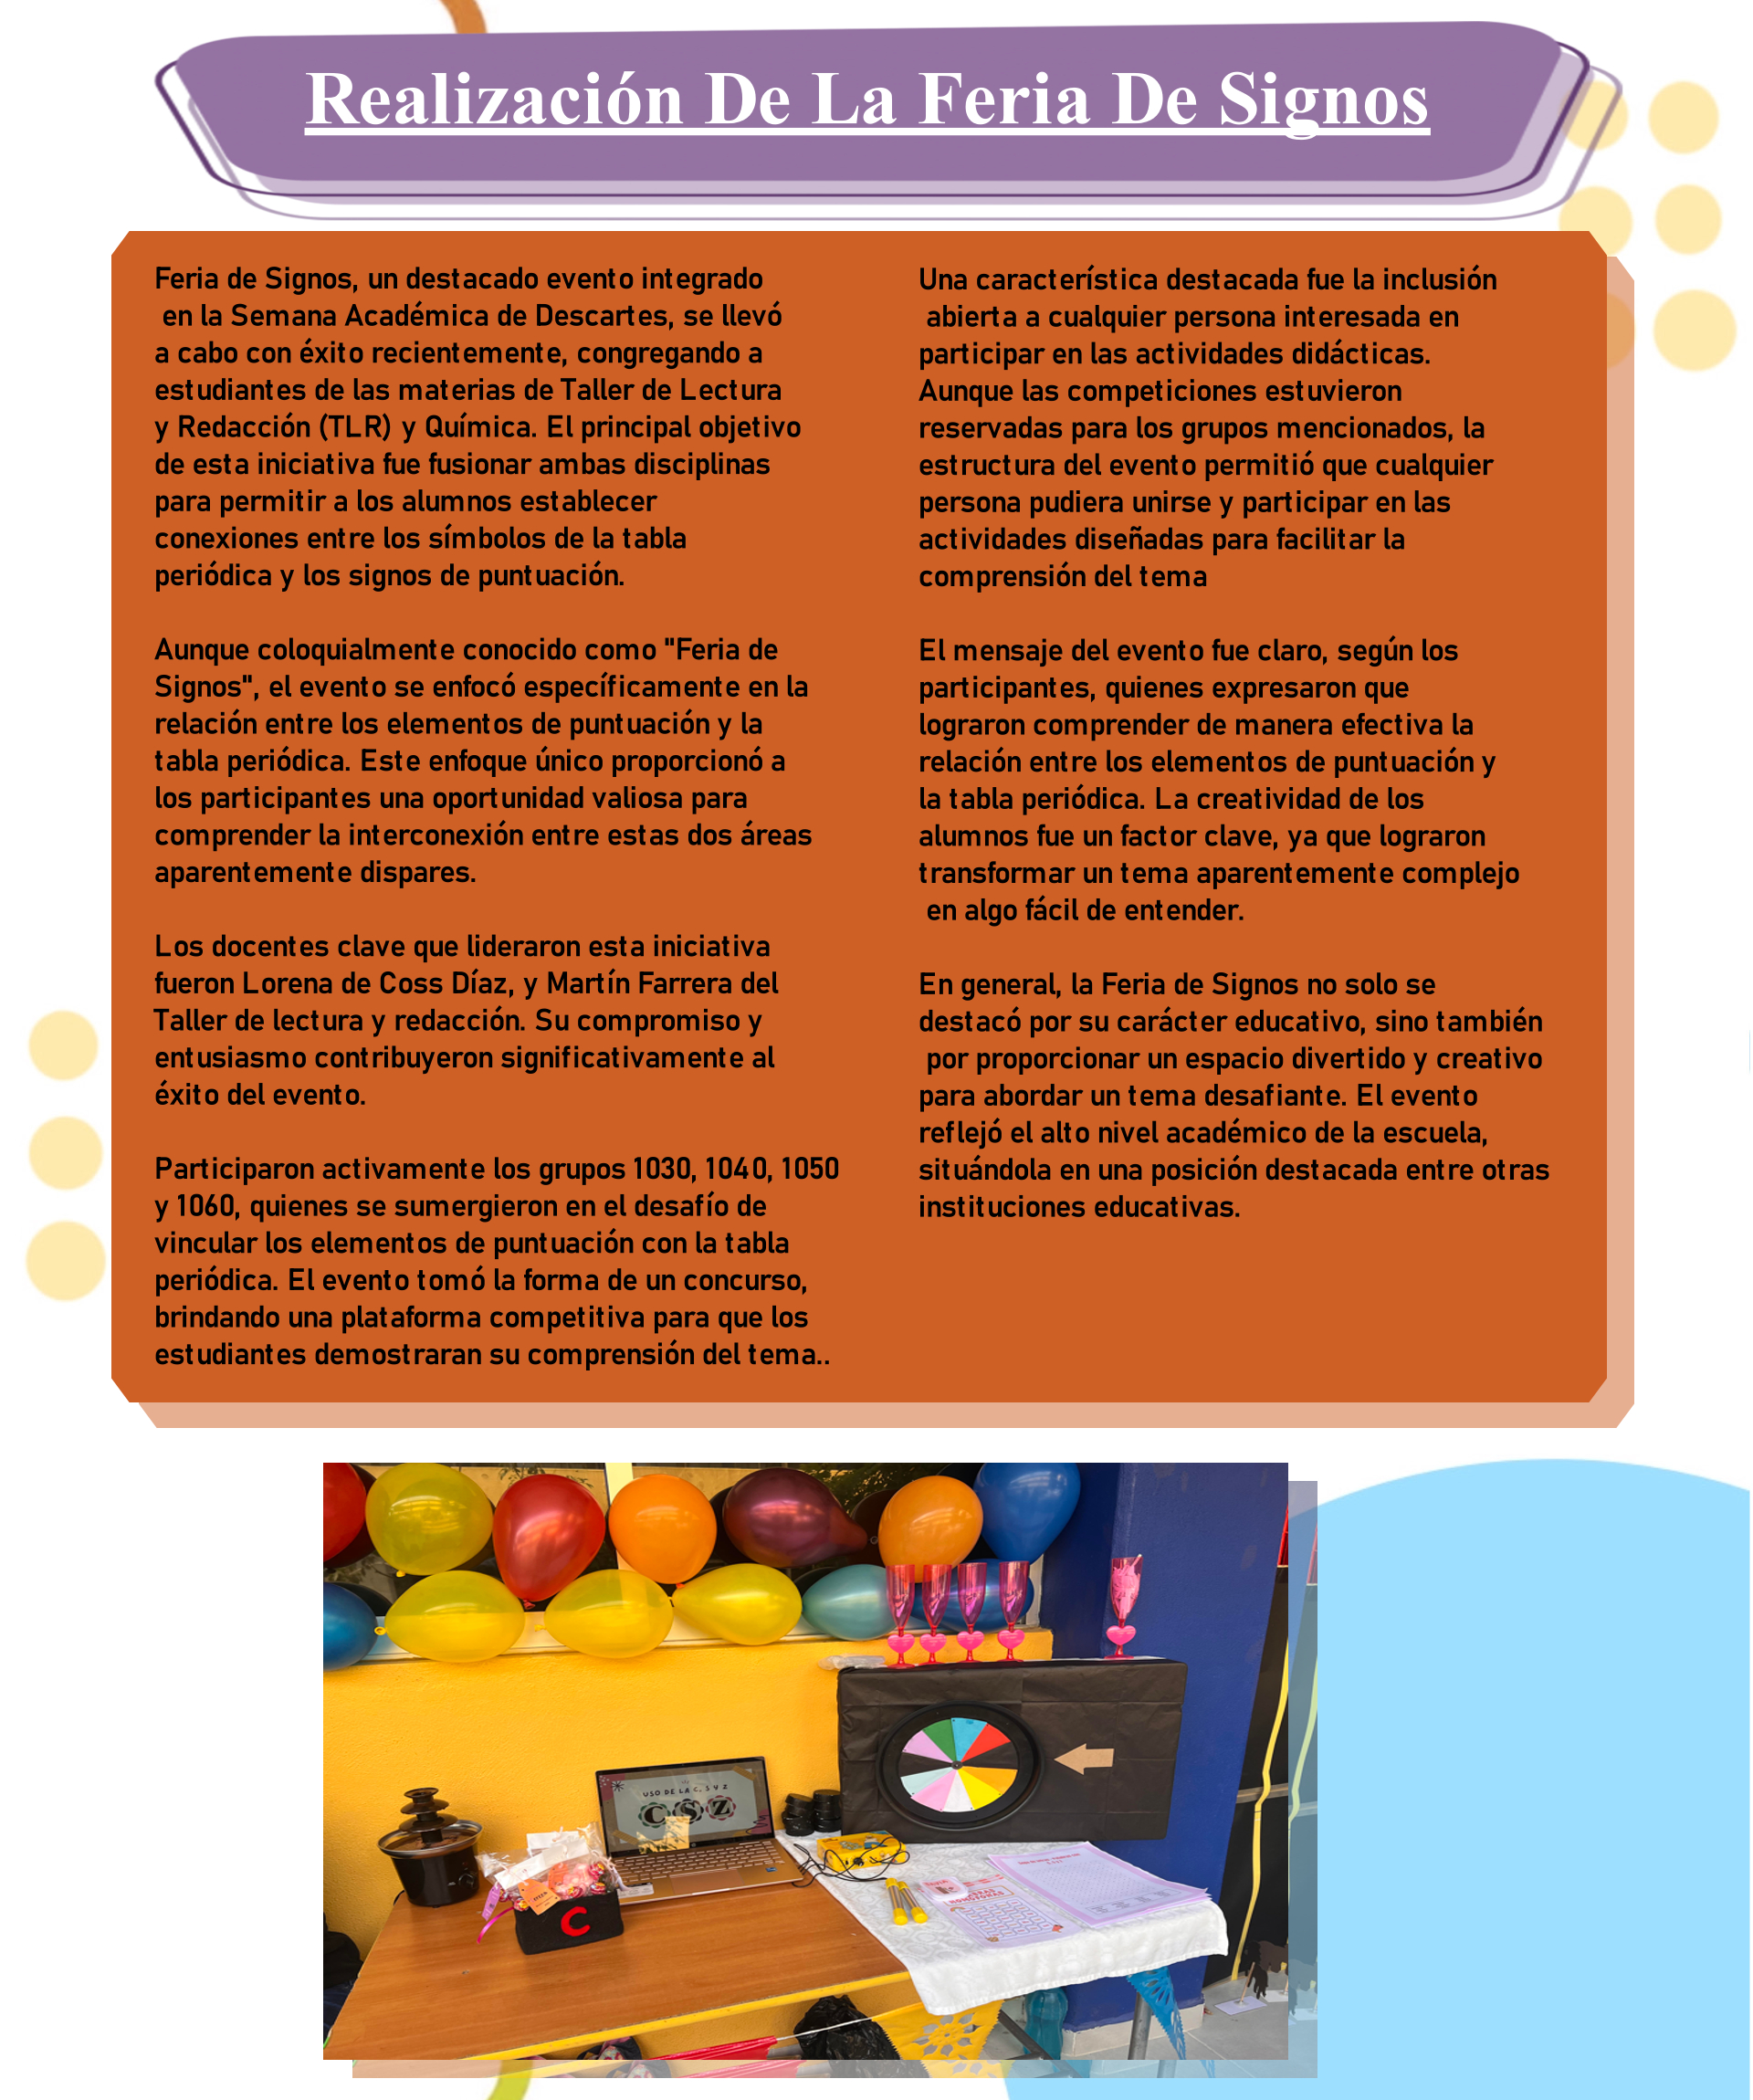 Realización De La Feria De Signos
Feria de Signos, un destacado evento integrado
en la Semana Académica de Descartes, se llevó
a cabo con éxito recientemente, congregando a
estudiantes de las materias de Taller de Lectura
y Redacción (TLR) y Química. El principal objetivo
de esta iniciativa fue fusionar ambas disciplinas
para permitir a los alumnos establecer
conexiones entre los símbolos de la tabla
periódica y los signos de puntuación.
Aunque coloquialmente conocido como "Feria de
Signos", el evento se enfocó específicamente en la
relación entre los elementos de puntuación y la
tabla periódica. Este enfoque único proporcionó a
los participantes una oportunidad valiosa para
comprender la interconexión entre estas dos áreas
aparentemente dispares.
Los docentes clave que lideraron esta iniciativa
fueron Lorena de Coss Díaz, y Martín Farrera del
Taller de lectura y redacción. Su compromiso y
entusiasmo contribuyeron significativamente al
éxito del evento.
Participaron activamente los grupos 1030, 1040, 1050
y 1060, quienes se sumergieron en el desafío de
vincular los elementos de puntuación con la tabla
periódica. El evento tomó la forma de un concurso,
brindando una plataforma competitiva para que los
estudiantes demostraran su comprensión del tema..
Una característica destacada fue la inclusión
abierta a cualquier persona interesada en
participar en las actividades didácticas.
Aunque las competiciones estuvieron
reservadas para los grupos mencionados, la
estructura del evento permitió que cualquier
persona pudiera unirse y participar en las
actividades diseñadas para facilitar la
comprensión del tema
El mensaje del evento fue claro, según los
participantes, quienes expresaron que
lograron comprender de manera efectiva la
relación entre los elementos de puntuación y
la tabla periódica. La creatividad de los
alumnos fue un factor clave, ya que lograron
transformar un tema aparentemente complejo
en algo fácil de entender.
En general, la Feria de Signos no solo se
destacó por su carácter educativo, sino también
por proporcionar un espacio divertido y creativo
para abordar un tema desafiante. El evento
reflejó el alto nivel académico de la escuela,
situándola en una posición destacada entre otras
instituciones educativas.
USO DE LA C, S Y Z
C S Z
C